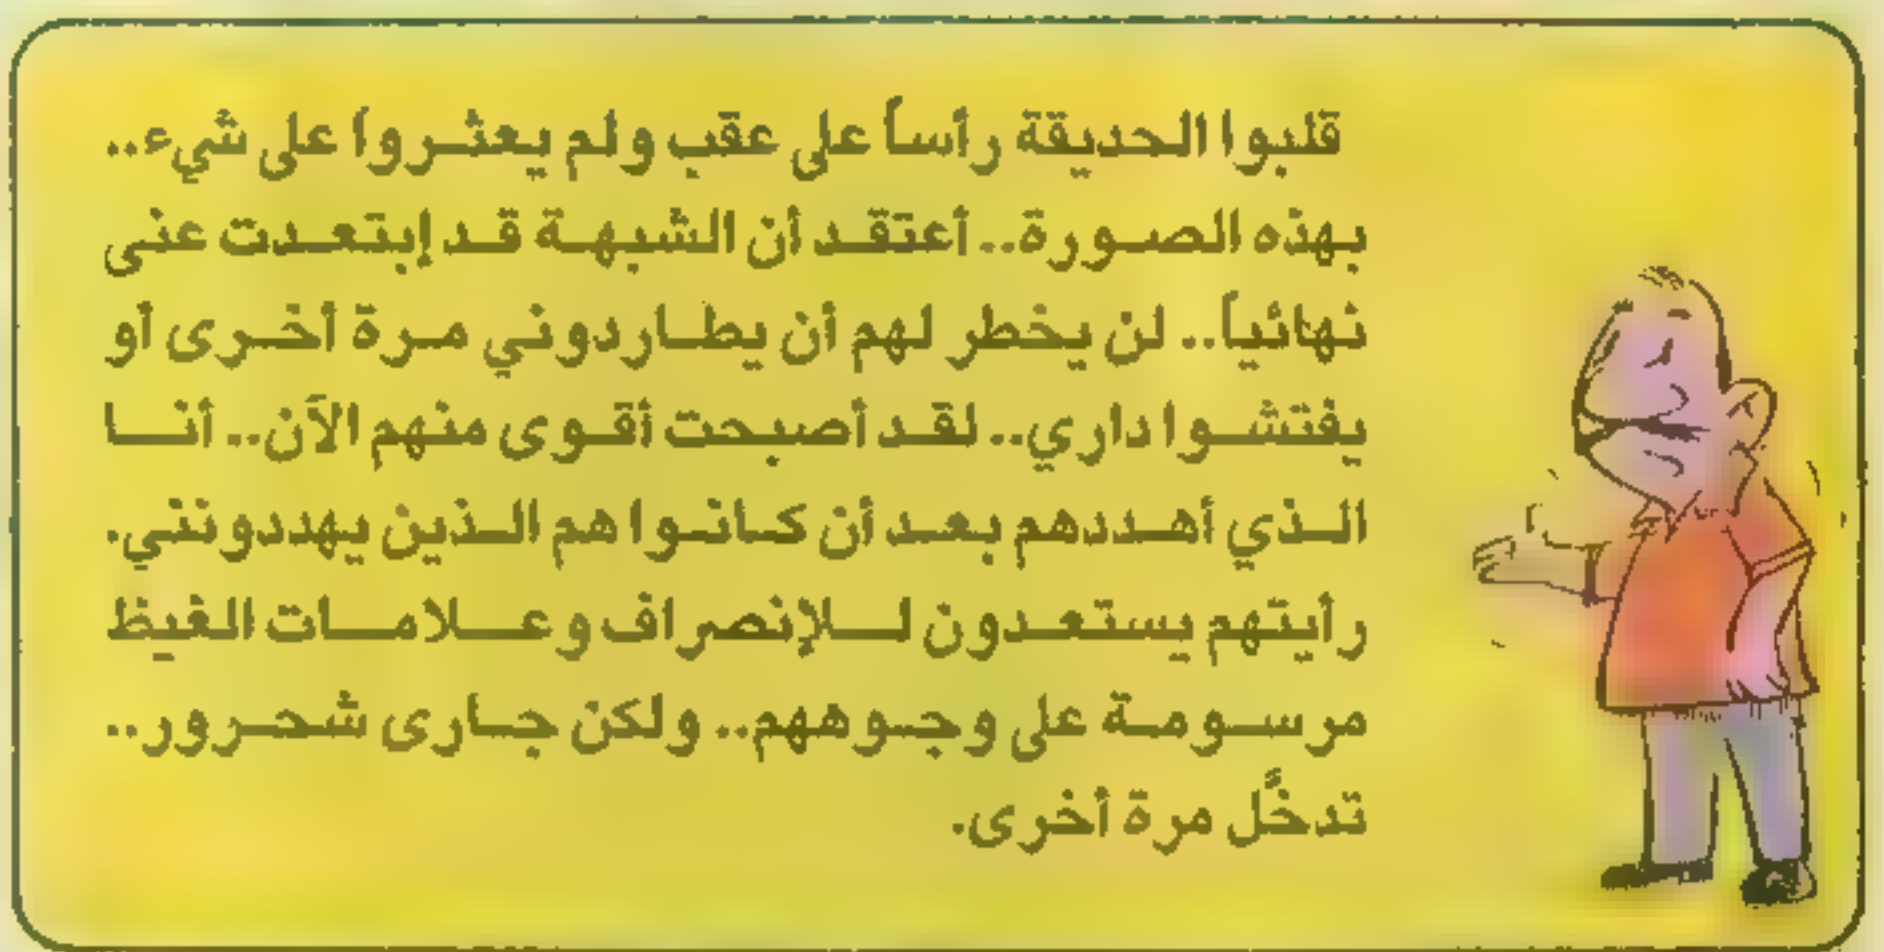 قلبوا الحديقة رأساً على عقب ولم يعثروا على شيء..
بهذه الصورة.. أعتقد أن الشبهة قد إبتعدت عنى
نهائياً.. لن يخطر لهم أن يطاردوني مرة أخرى أو
يفتشوا داري.. لقد أصبحت أقوى منهم الآن.. أنا
الذي أهددهم بعد أن كانوا هم الذين يهددونني.
رأيتهم يستعدون للإنصراف وعلامات الغيظ
مرسومة على وجوههم.. ولكن جارى شحرور..
تدخَّل مرة أخرى.